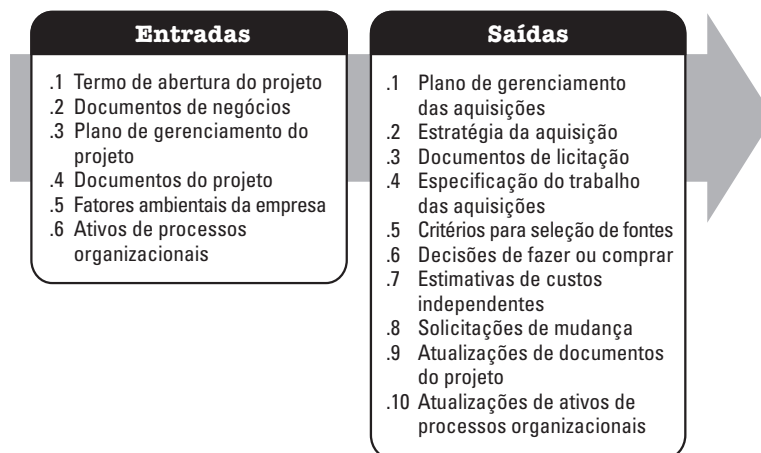 Entradas
.1 Termo de abertura do projeto
.2 Documentos de negócios
.3 Plano de gerenciamento do
projeto
.4 Documentos do projeto
.5 Fatores ambientais da empresa
.6 Ativos de processos
organizacionais
Saídas
.1 Plano de gerenciamento
das aquisições
.2 Estratégia da aquisição
.3 Documentos de licitação
.4 Especificação do trabalho
das aquisições
.5 Critérios para seleção de fontes
.6 Decisões de fazer ou comprar
.7 Estimativas de custos
independentes
.8 Solicitações de mudança
.9 Atualizações de documentos
do projeto
.10 Atualizações de ativos de
processos organizacionais